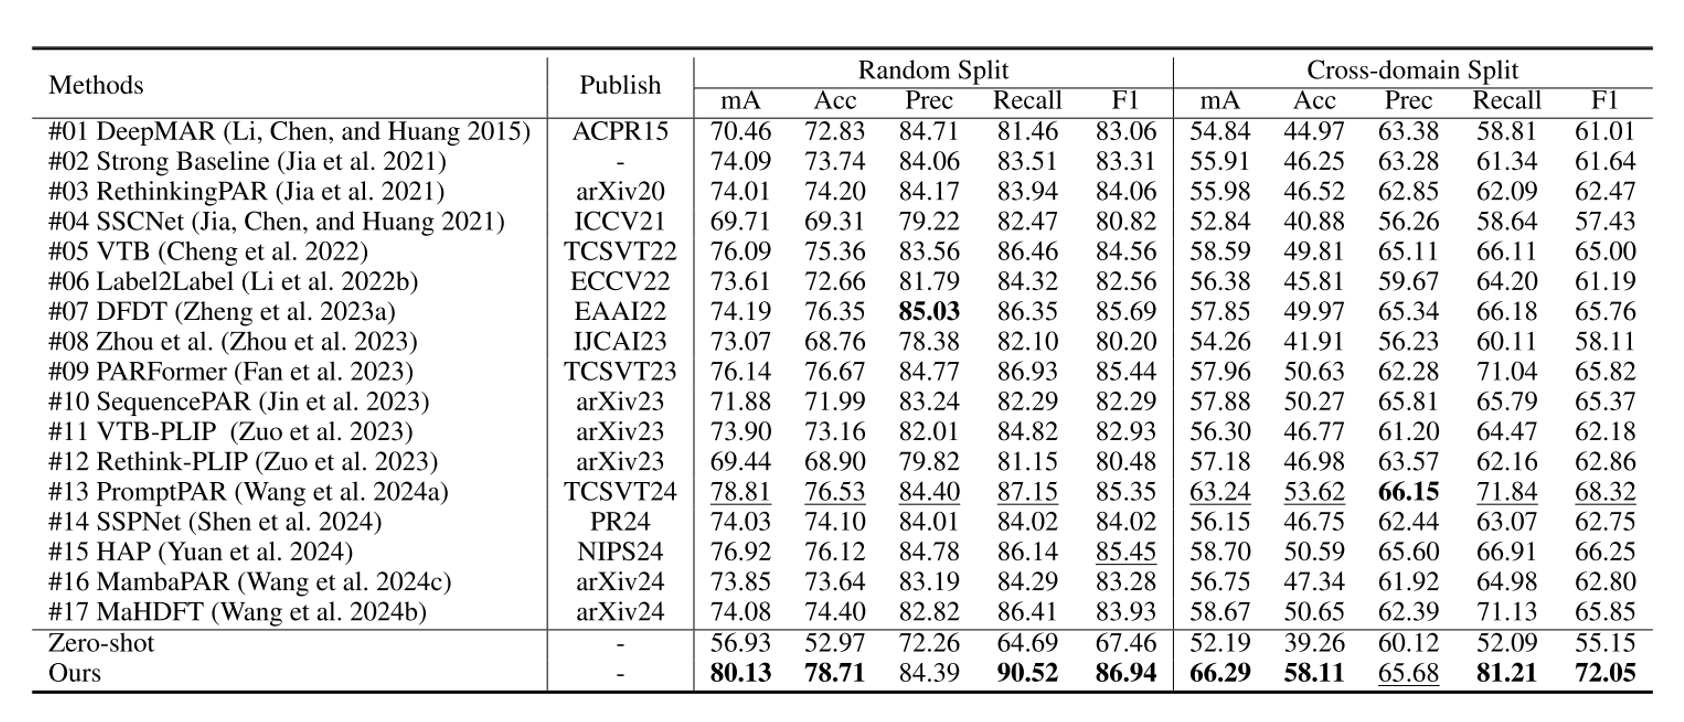 Methods Publish Random Split Cross-domain Split
mA Acc Prec Recall F1 mA Acc Prec Recall F1
#01 DeepMAR (Li, Chen, and Huang 2015) ACPR15 70.46 72.83 84.71 81.46 83.06 54.84 44.97 63.38 58.81 61.01
#02 Strong Baseline (Jia et al. 2021) - 74.09 73.74 84.06 83.51 83.31 55.91 46.25 63.28 61.34 61.64
#03 RethinkingPAR (Jia et al. 2021) arXiv20 74.01 74.20 84.17 83.94 84.06 55.98 46.52 62.85 62.09 62.47
#04 SSCNet (Jia, Chen, and Huang 2021) ICCV21 69.71 69.31 79.22 82.47 80.82 52.84 40.88 56.26 58.64 57.43
#05 VTB (Cheng et al. 2022) TCSVT22 76.09 75.36 83.56 86.46 84.56 58.59 49.81 65.11 66.11 65.00
#06 Label2Label (Li et al. 2022b) ECCV22 73.61 72.66 81.79 84.32 82.56 56.38 45.81 59.67 64.20 61.19
#07 DFDT (Zheng et al. 2023a) EAAI22 74.19 76.35 85.03 86.35 85.69 57.85 49.97 65.34 66.18 65.76
#08 Zhou et al. (Zhou et al. 2023) IJCAI23 73.07 68.76 78.38 82.10 80.20 54.26 41.91 56.23 60.11 58.11
#09 PARFormer (Fan et al. 2023) TCSVT23 76.14 76.67 84.77 86.93 85.44 57.96 50.63 62.28 71.04 65.82
#10 SequencePAR (Jin et al. 2023) arXiv23 71.88 71.99 83.24 82.29 82.29 57.88 50.27 65.81 65.79 65.37
#11 VTB-PLIP (Zuo et al. 2023) arXiv23 73.90 73.16 82.01 84.82 82.93 56.30 46.77 61.20 64.47 62.18
#12 Rethink-PLIP (Zuo et al. 2023) arXiv23 69.44 68.90 79.82 81.15 80.48 57.18 46.98 63.57 62.16 62.86
#13 PromptPAR (Wang et al. 2024a) TCSVT24 78.81 76.53 84.40 87.15 85.35 63.24 53.62 66.15 71.84 68.32
#14 SSPNet (Shen et al. 2024) PR24 74.03 74.10 84.01 84.02 84.02 56.15 46.75 62.44 63.07 62.75
#15 HAP (Yuan et al. 2024) NIPS24 76.92 76.12 84.78 86.14 85.45 58.70 50.59 65.60 66.91 66.25
#16 MambaPAR (Wang et al. 2024c) arXiv24 73.85 73.64 83.19 84.29 83.28 56.75 47.34 61.92 64.98 62.80
#17 MaHDFT (Wang et al. 2024b) arXiv24 74.08 74.40 82.82 86.41 83.93 58.67 50.65 62.39 71.13 65.85
Zero-shot - 56.93 52.97 72.26 64.69 67.46 52.19 39.26 60.12 52.09 55.15
Ours - 80.13 78.71 84.39 90.52 86.94 66.29 58.11 65.68 81.21 72.05